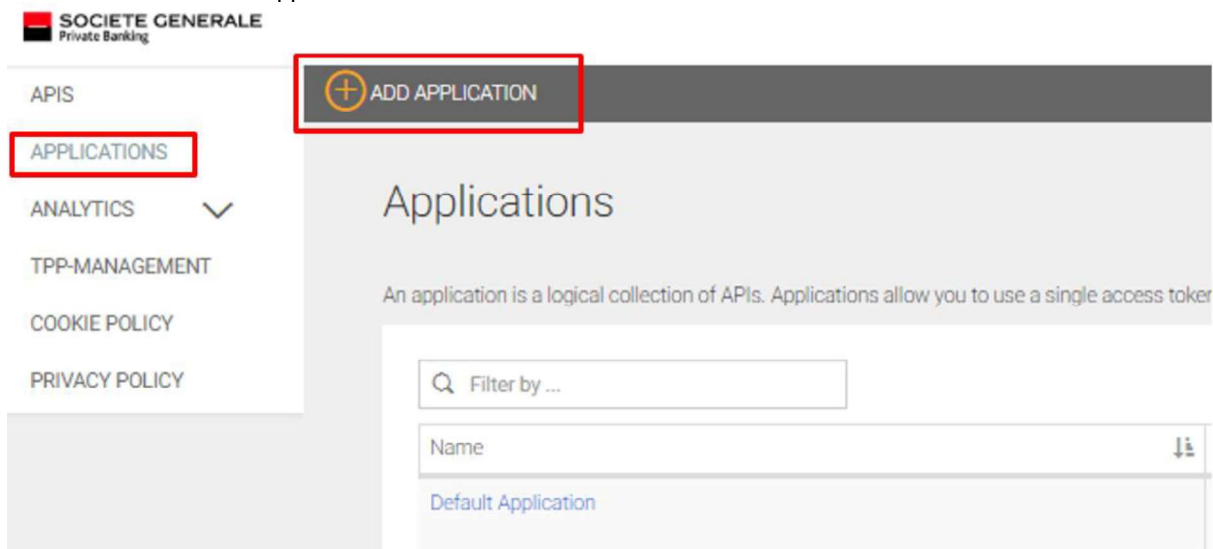 SOCIETE GENERALE
Private Banking
APIS
APPLICATIONS
ANALYTICS
TPP-MANAGEMENT
COOKIE POLICY
PRIVACY POLICY
ADD APPLICATION
Applications
An application is a logical collection of APIs. Applications allow you to use a single access token
Filter by ...
Name
Default Application